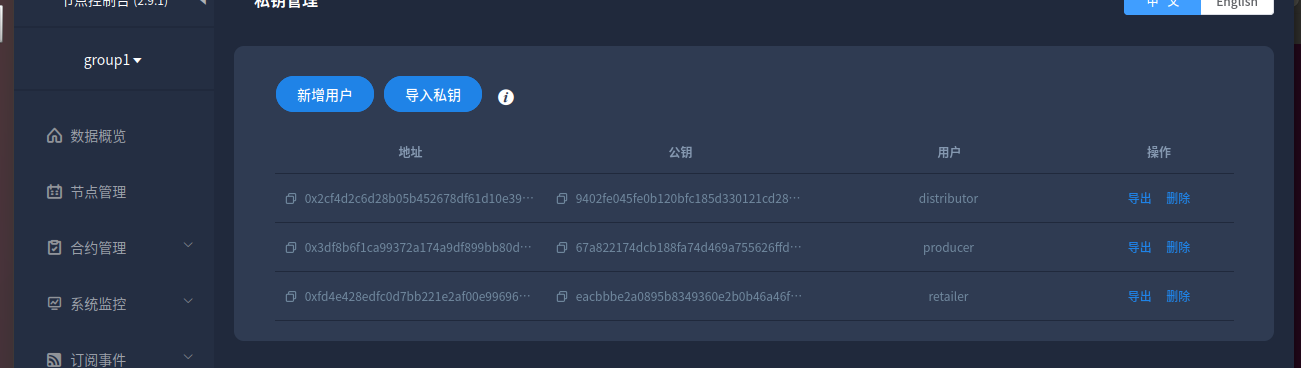 节点控制台 (2.9.1)
私钥管理
中 文
English
group1
新增用户
导入私钥
数据概览
节点管理
合约管理
系统监控
订阅事件
地址 公钥 用户 操作
0x2cf4d2c6d28b05b452678df61d10e39··· 9402fe045fe0b120bfc185d330121cd28··· distributor 导出 删除
0x3df8b6f1ca99372a174a9df899bb80d··· 67a822174dcb188fa74d469a755626ffd··· producer 导出 删除
0xfd4e428edfc0d7bb221e2af00e99696··· eacbbbe2a0895b8349360e2b0b46a46f··· retailer 导出 删除